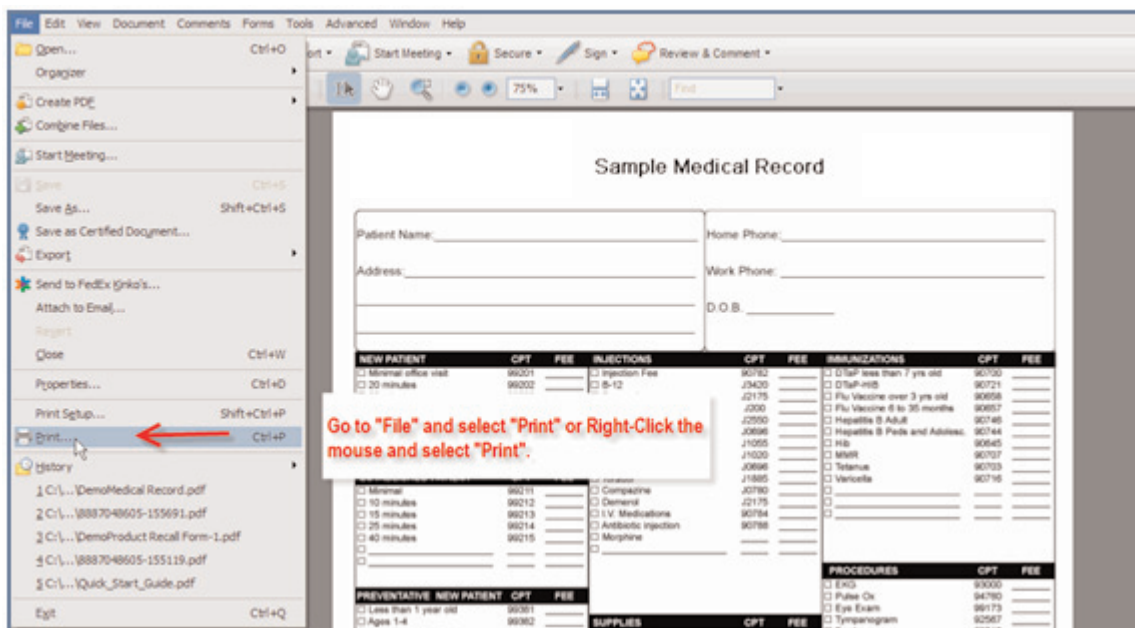 File Edit View Document Comments Forms Tools Advanced Window Help
Open... Ctrl+O
Organizer
Create PDF
Combine Files...
Start Meeting...
Save Ctrl+S
Save As... Shift+Ctrl+S
Save as Certified Document...
Export
Send to FedEx Kinko's...
Attach to Email...
Revert
Close Ctrl+W
Properties... Ctrl+D
Print Setup... Shift+Ctrl+P
Print... Ctrl+P
History
1 C:\...\DemoMedical Record.pdf
2 C:\...\8887048605-155691.pdf
3 C:\...\DemoProduct Recall Form-1.pdf
4 C:\...\8887048605-155119.pdf
5 C:\...\Quick_Start_Guide.pdf
Exit Ctrl+Q
Start Meeting Secure Sign Review & Comment
75% Find
Sample Medical Record
Patient Name: Home Phone:
Address: Work Phone:
D.O.B.
Go to "File" and select "Print" or Right-Click the
mouse and select "Print".
NEW PATIENT CPT FEE
Minimal office visit 99201
20 minutes 99202
Minimal 99211
10 minutes 99212
15 minutes 99213
25 minutes 99214
40 minutes 99215
PREVENTATIVE NEW PATIENT CPT FEE
Less than 1 year old 99381
Ages 1-4 99382
INJECTIONS CPT FEE
Injection Fee 90782
B-12 J3420
J2175
J200
J2550
J0696
J1055
J1020
J0696
J1885
Compazine J0780
Demerol J2175
I.V. Medications 90784
Antibiotic injection 90788
Morphine
SUPPLIES CPT FEE
IMMUNIZATIONS CPT FEE
DTaP less than 7 yrs old 90700
DTaP-HIB 90721
Flu Vaccine over 3 yrs old 90658
Flu Vaccine 6 to 35 months 90657
Hepatitis B Adult 90746
Hepatitis B Peds and Adolesc. 90744
Hib 90645
MMR 90707
Tetanus 90703
Varicella 90716
PROCEDURES CPT FEE
EKG 93000
Pulse Ox 94760
Eye Exam 99173
Tympanogram 92567